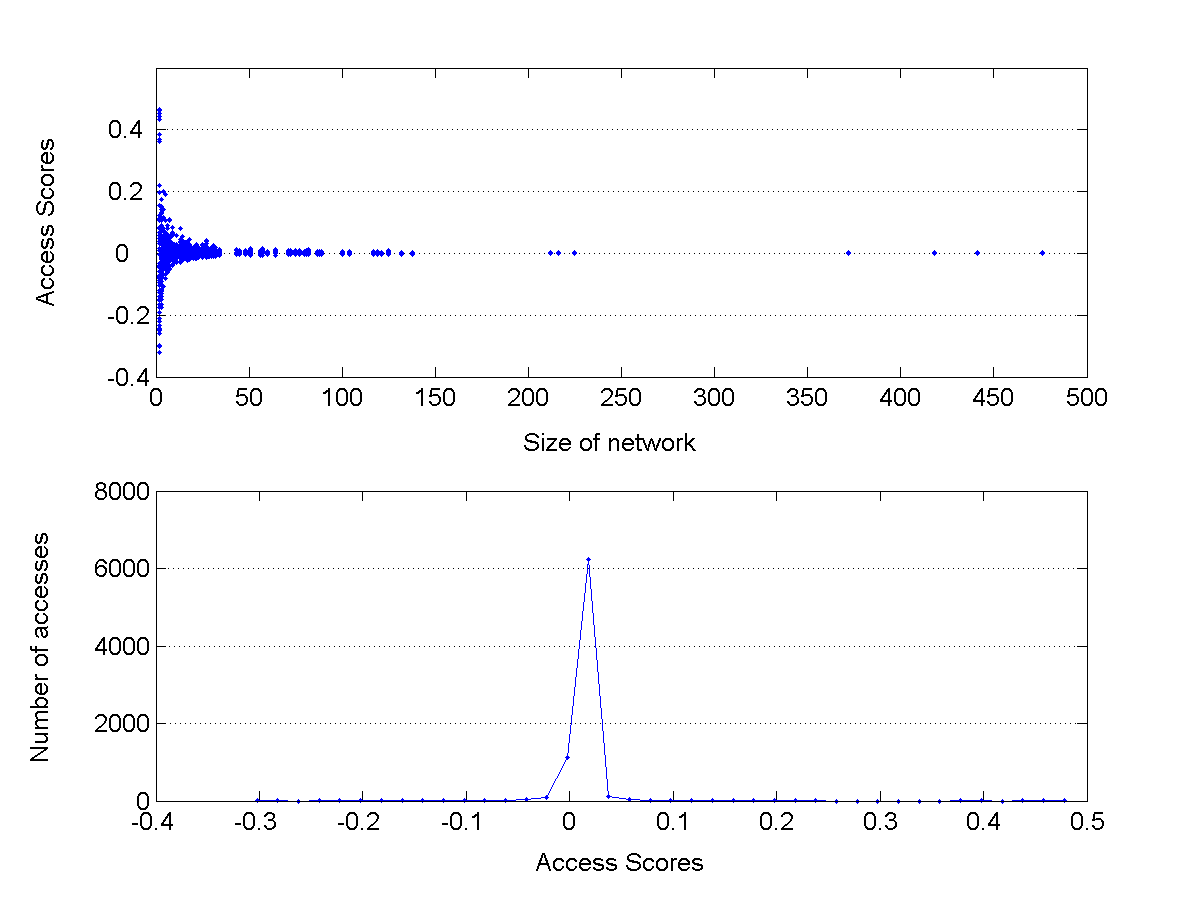 0.4
0.2
0
-0.2
-0.4
Access Scores
0 50 100 150 200 250 300 350 400 450 500
Size of network
8000
6000
4000
2000
0
Number of accesses
-0.4 -0.3 -0.2 -0.1 0 0.1 0.2 0.3 0.4 0.5
Access Scores